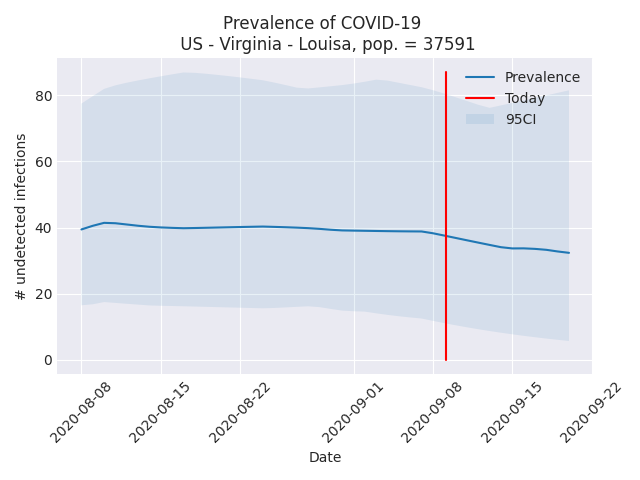 Prevalence of COVID-19
US - Virginia - Louisa, pop. = 37591
# undetected infections
80
60
40
20
0
Prevalence
Today
95CI
2020-08-08
2020-08-15
2020-08-22
2020-09-01
2020-09-08
2020-09-15
2020-09-22
Date